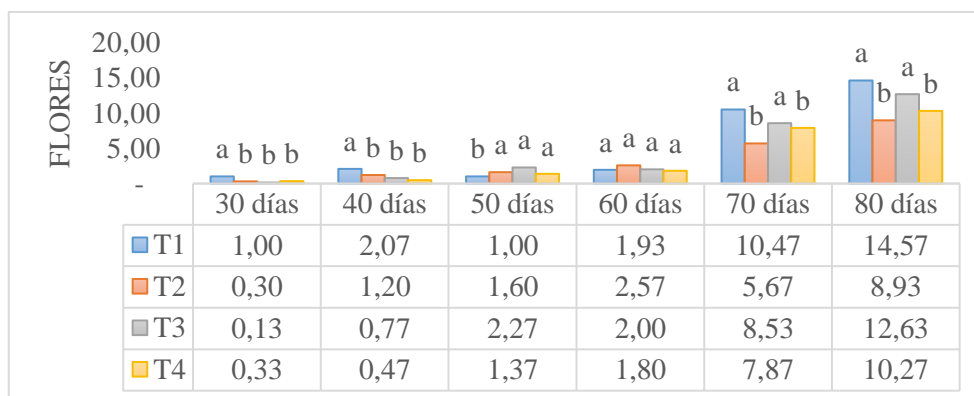 FLORES
20,00
15,00
10,00
5,00
-
a b b b a b b b b a a a a a a a a b a b a b a b
30 días 40 días 50 días 60 días 70 días 80 días
T1 1,00 2,07 1,00 1,93 10,47 14,57
T2 0,30 1,20 1,60 2,57 5,67 8,93
T3 0,13 0,77 2,27 2,00 8,53 12,63
T4 0,33 0,47 1,37 1,80 7,87 10,27